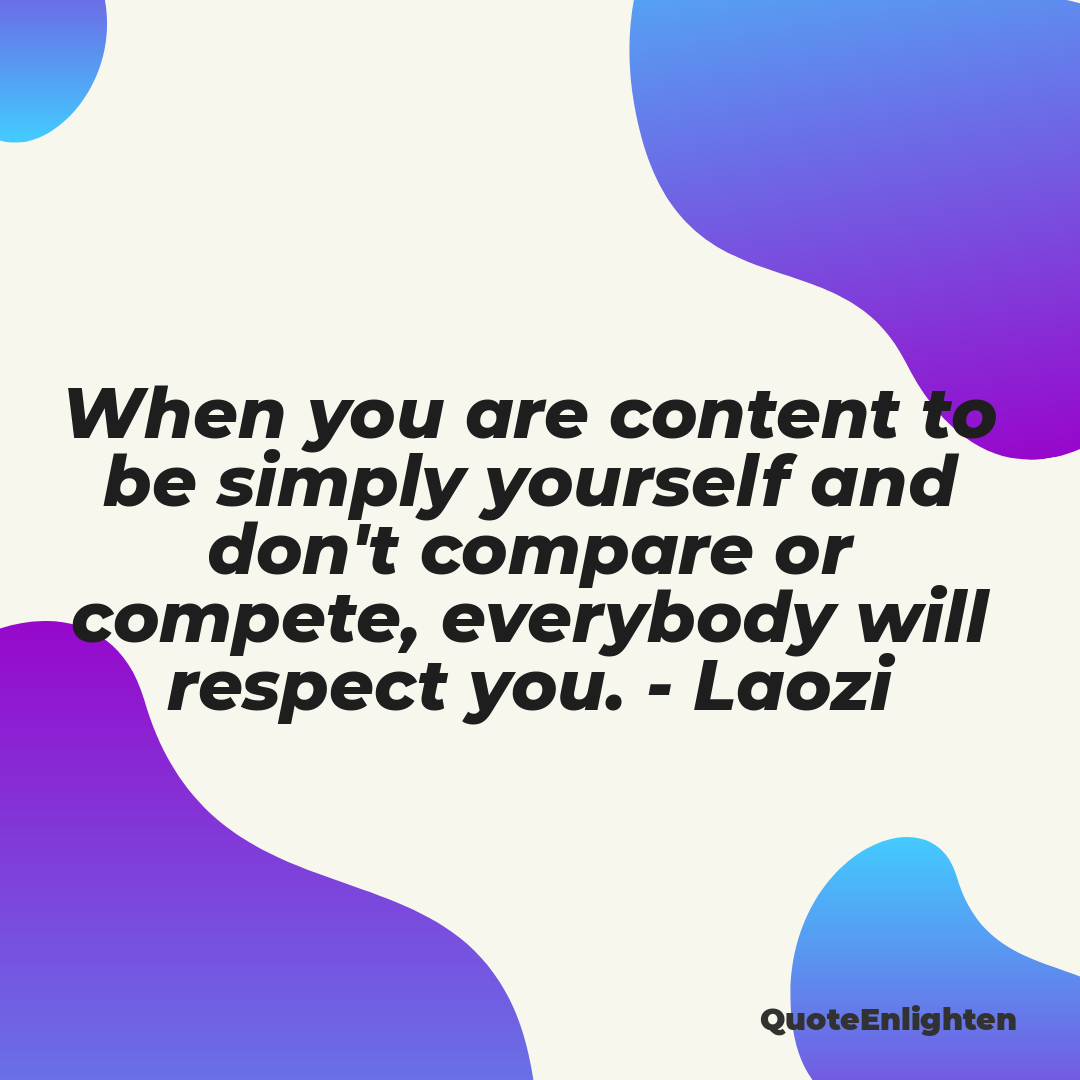 When you are content to
be simply yourself and
don't compare or
compete, everybody will
respect you. - Laozi
QuoteEnlighten